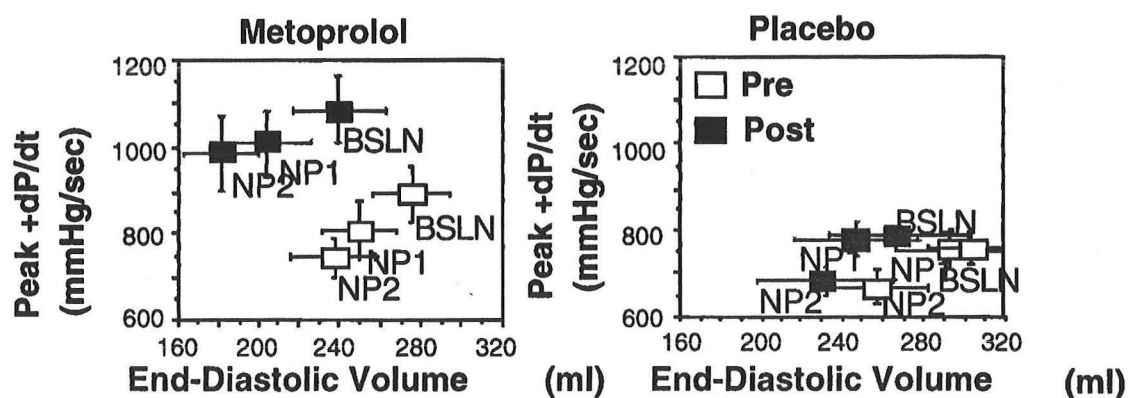 Metoprolol
Peak +dP/dt
(mmHg/sec)
1200
1000
800
600
BSLN
NP1
NP2
BSLN
NP1
NP2
160 200 240 280 320
End-Diastolic Volume (ml)
Placebo
Peak +dP/dt
(mmHg/sec)
1200
1000
800
600
Pre
Post
BSLN
NP1
NP1
BSLN
NP2
NP2
160 200 240 280 320
End-Diastolic Volume (ml)